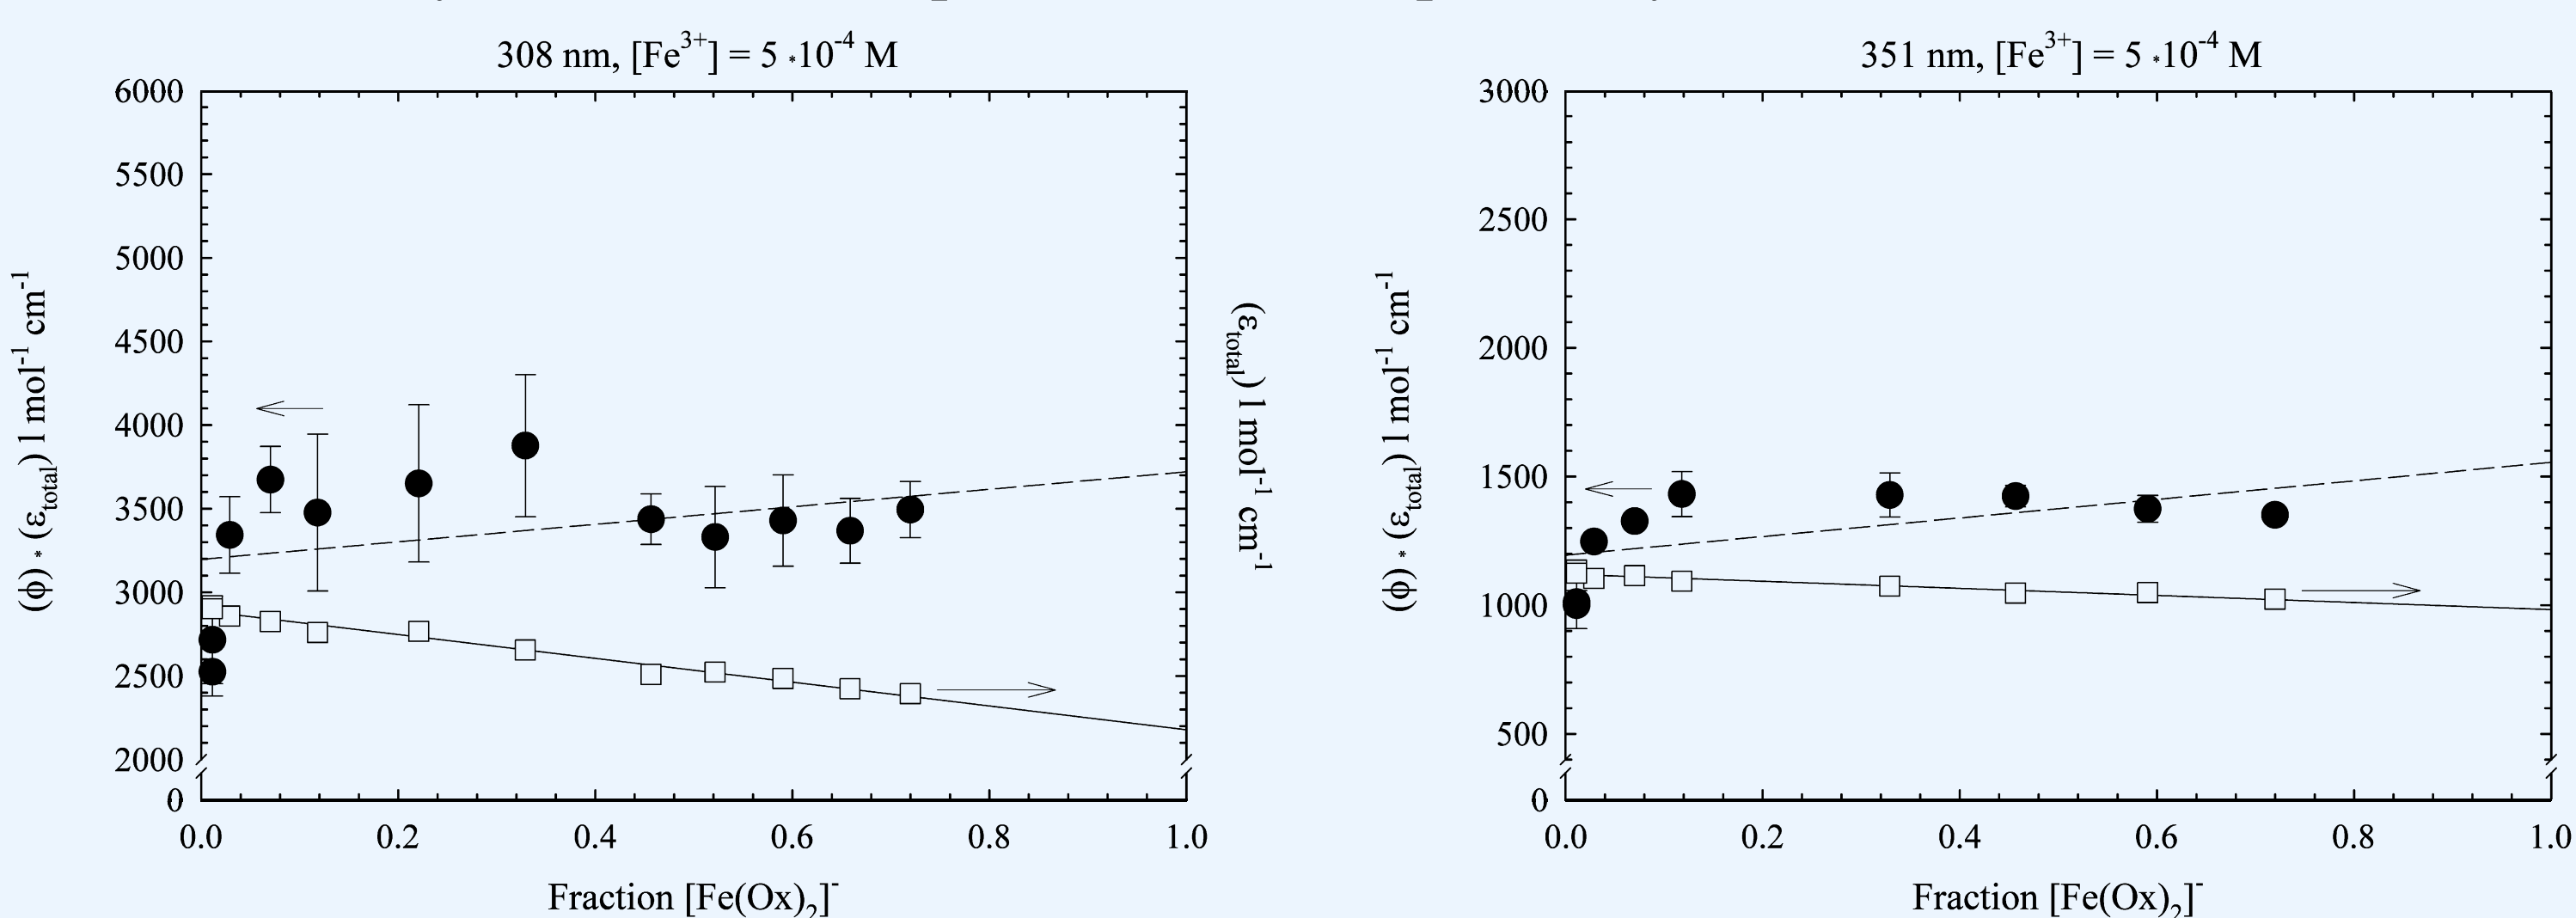 308 nm, [Fe³⁺] = 5 *10⁻⁴ M
6000
5500
5000
4500
4000
3500
3000
2500
2000
0
(ϕ) * (ε_total) l mol⁻¹ cm⁻¹
(ε_total) l mol⁻¹ cm⁻¹
0.0 0.2 0.4 0.6 0.8 1.0
Fraction [Fe(Ox)₂]⁻
351 nm, [Fe³⁺] = 5 *10⁻⁴ M
3000
2500
2000
1500
1000
500
0
(ϕ) * (ε_total) l mol⁻¹ cm⁻¹
0.0 0.2 0.4 0.6 0.8 1.0
Fraction [Fe(Ox)₂]⁻